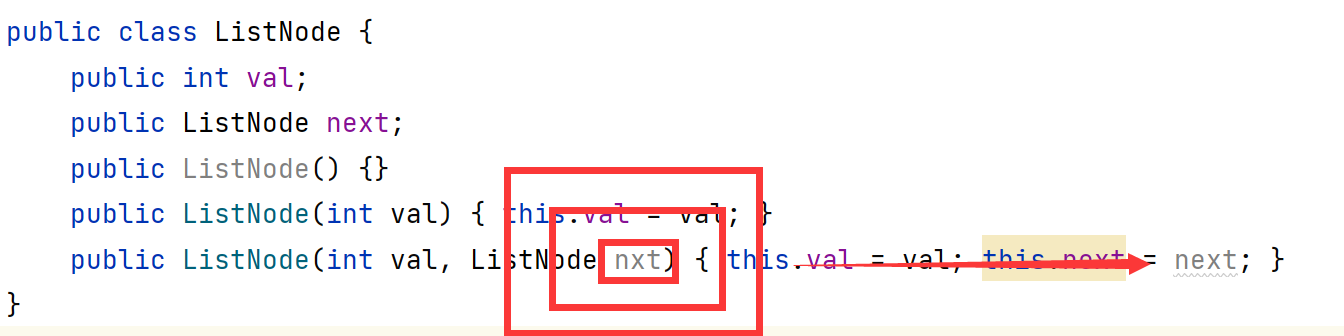 public class ListNode {
public int val;
public ListNode next;
public ListNode() {}
public ListNode(int val) { this.val = val; }
public ListNode(int val, ListNode nxt) { this.val = val; this.next = next; }
}